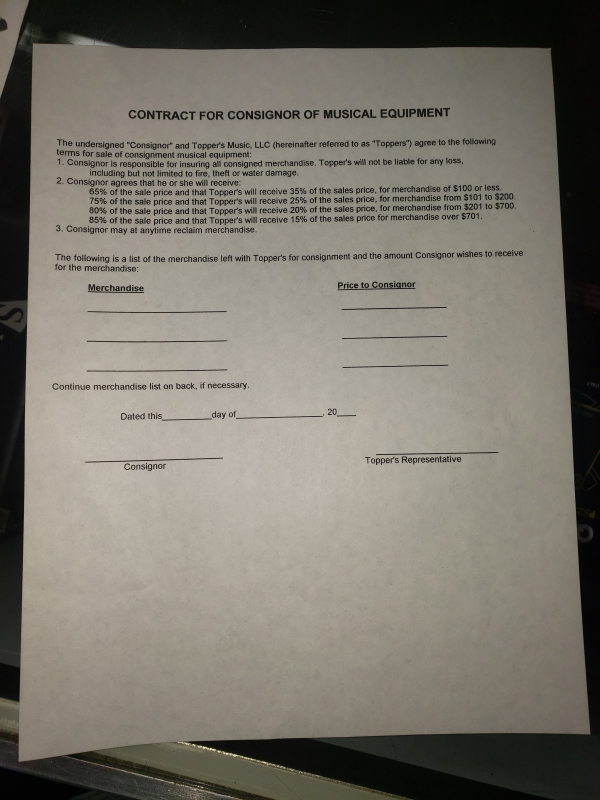 CONTRACT FOR CONSIGNOR OF MUSICAL EQUIPMENT
The undersigned "Consignor" and Topper's Music, LLC (hereinafter referred to as "Toppers") agree to the following
terms for sale of consignment musical equipment:
1. Consignor is responsible for insuring all consigned merchandise. Topper's will not be liable for any loss,
including but not limited to fire, theft or water damage.
2. Consignor agrees that he or she will receive:
65% of the sale price and that Topper's will receive 35% of the sales price, for merchandise of $100 or less.
75% of the sale price and that Topper's will receive 25% of the sales price, for merchandise from $101 to $200.
80% of the sale price and that Topper's will receive 20% of the sales price, for merchandise from $201 to $700.
85% of the sale price and that Topper's will receive 15% of the sales price for merchandise over $701.
3. Consignor may at anytime reclaim merchandise.
The following is a list of the merchandise left with Topper's for consignment and the amount Consignor wishes to receive
for the merchandise:
Merchandise Price to Consignor
Continue merchandise list on back, if necessary.
Dated this________day of________________, 20___
Consignor Topper's Representative